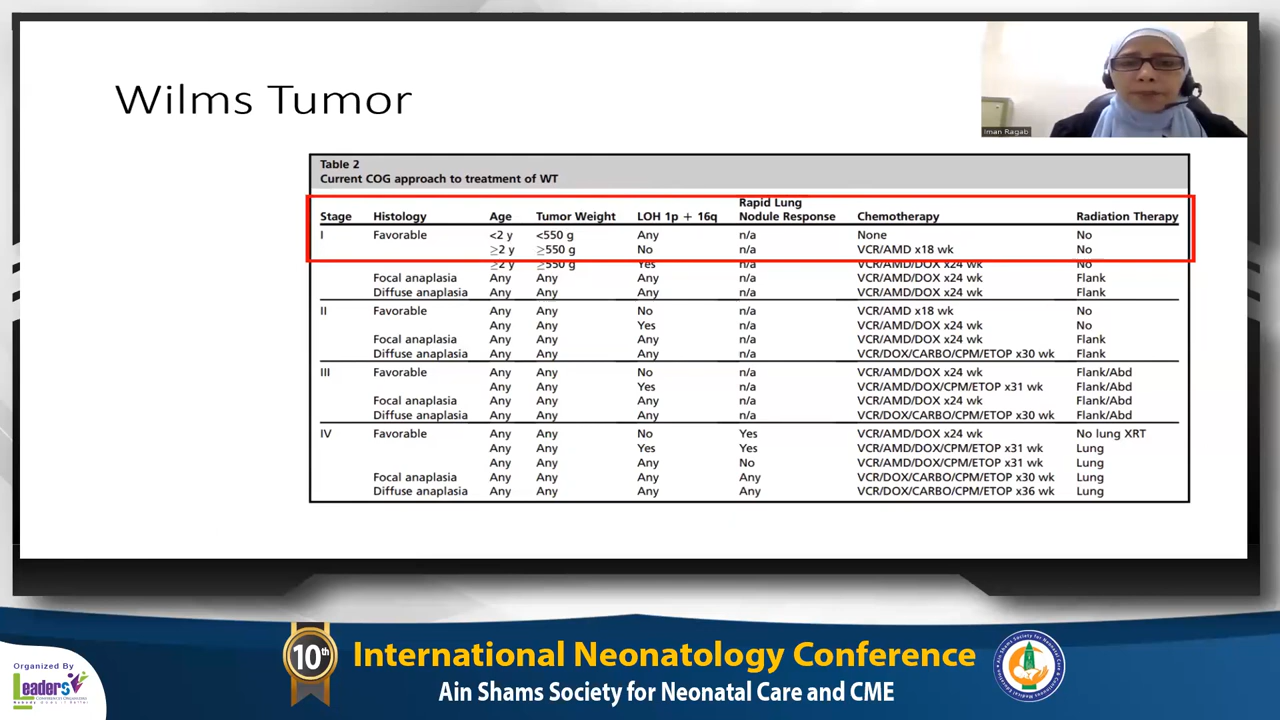 Wilms Tumor
Iman Ragab
Table 2
Current COG approach to treatment of WT
Stage Histology Age Tumor Weight LOH 1p + 16q Rapid Lung Nodule Response Chemotherapy Radiation Therapy
I Favorable <2 y <550 g Any n/a None No
≥2 y ≥550 g No n/a VCR/AMD x18 wk No
≥2 y ≥550 g Yes n/a VCR/AMD/DOX x24 wk No
Focal anaplasia Any Any Any n/a VCR/AMD/DOX x24 wk Flank
Diffuse anaplasia Any Any Any n/a VCR/AMD/DOX x24 wk Flank
II Favorable Any Any No n/a VCR/AMD x18 wk No
Any Any Yes n/a VCR/AMD/DOX x24 wk No
Focal anaplasia Any Any Any n/a VCR/AMD/DOX x24 wk Flank
Diffuse anaplasia Any Any Any n/a VCR/DOX/CARBO/CPM/ETOP x30 wk Flank
III Favorable Any Any No n/a VCR/AMD/DOX x24 wk Flank/Abd
Any Any Yes n/a VCR/AMD/DOX/CPM/ETOP x31 wk Flank/Abd
Focal anaplasia Any Any Any n/a VCR/AMD/DOX x24 wk Flank/Abd
Diffuse anaplasia Any Any Any n/a VCR/DOX/CARBO/CPM/ETOP x30 wk Flank/Abd
IV Favorable Any Any No Yes VCR/AMD/DOX x24 wk No lung XRT
Any Any Yes Yes VCR/AMD/DOX/CPM/ETOP x31 wk Lung
Any Any Any No VCR/AMD/DOX/CPM/ETOP x31 wk Lung
Focal anaplasia Any Any Any Any VCR/DOX/CARBO/CPM/ETOP x30 wk Lung
Diffuse anaplasia Any Any Any Any VCR/DOX/CARBO/CPM/ETOP x36 wk Lung
Organized By
Leaders
10th
International Neonatology Conference
Ain Shams Society for Neonatal Care and CME